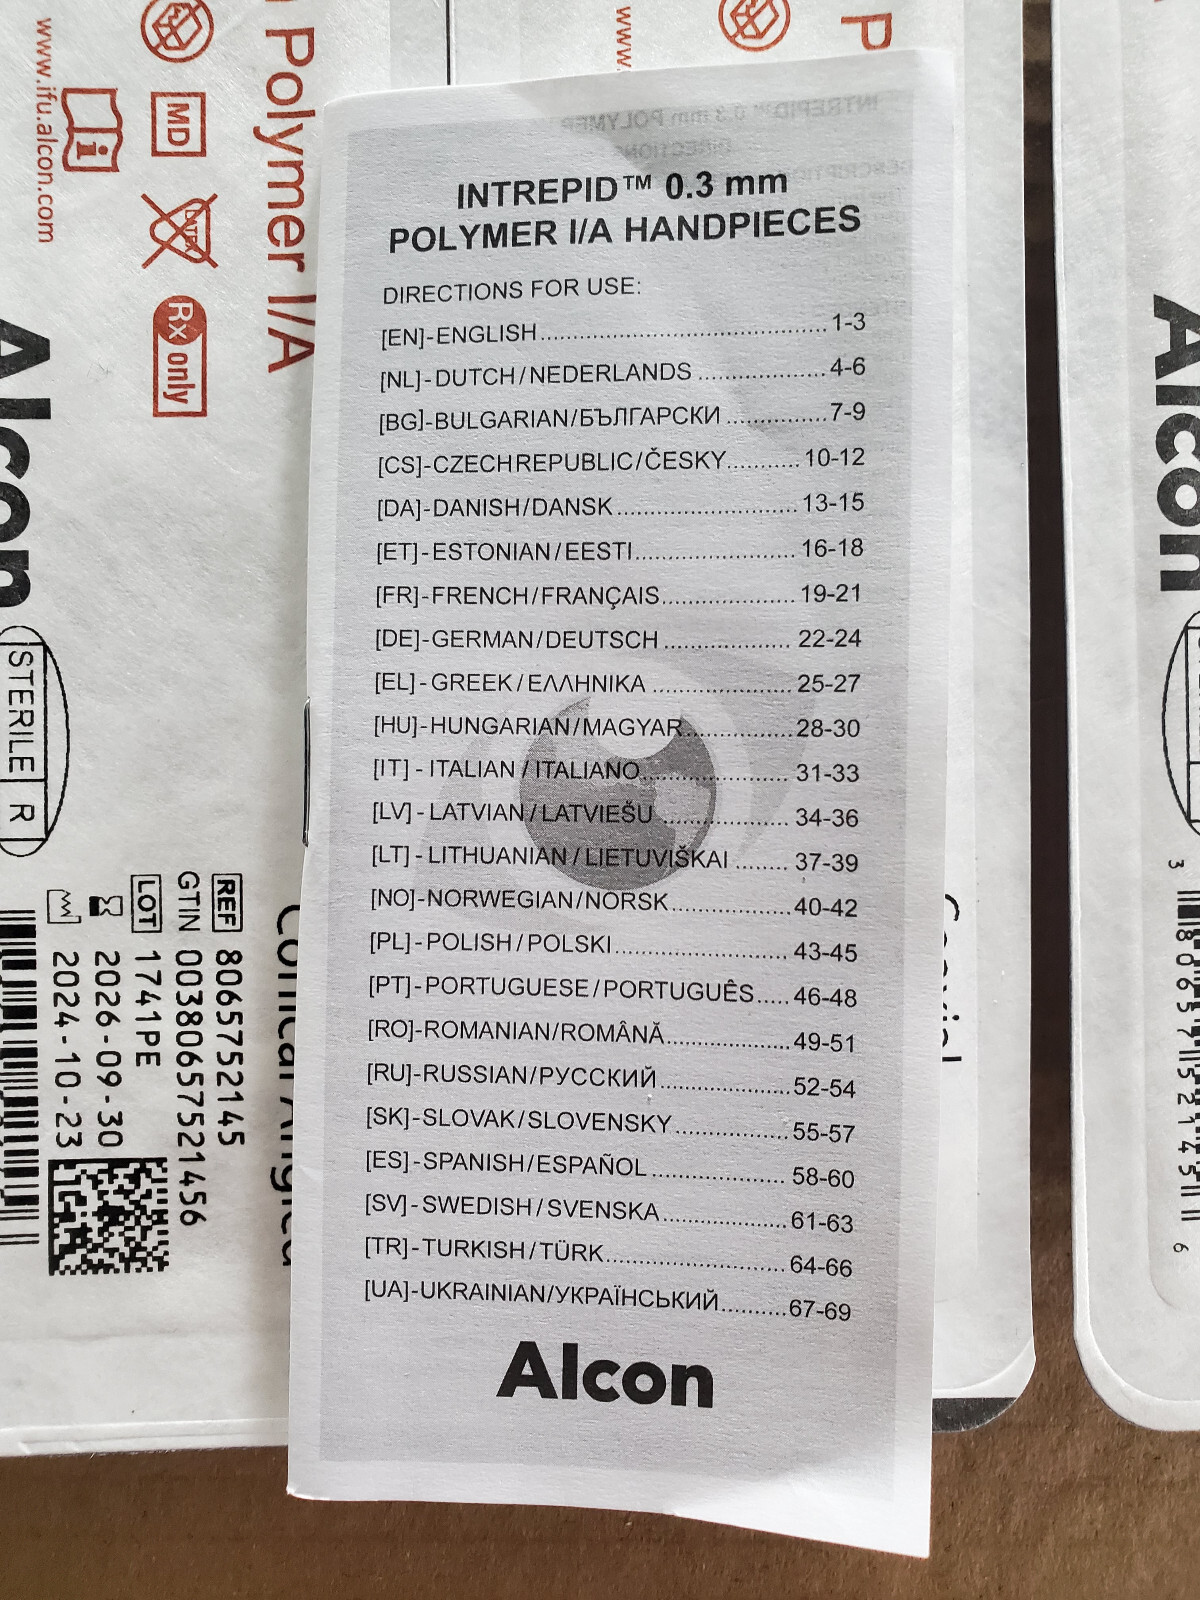 INTREPID™ 0.3 mm
POLYMER I/A HANDPIECES
DIRECTIONS FOR USE:
[EN]-ENGLISH........................................1-3
[NL]-DUTCH/NEDERLANDS ...................4-6
[BG]-BULGARIAN/БЪЛГАРСКИ ...............7-9
[CS]-CZECHREPUBLIC/ČESKY...........10-12
[DA]-DANISH/DANSK...........................13-15
[ET]-ESTONIAN/EESTI........................16-18
[FR]-FRENCH/FRANÇAIS....................19-21
[DE]-GERMAN/DEUTSCH................... 22-24
[EL]-GREEK/ΕΛΛΗΝΙΚΑ ..................... 25-27
[HU]-HUNGARIAN/MAGYAR................28-30
[IT] - ITALIAN / ITALIANO...................... 31-33
[LV] - LATVIAN / LATVIEŠU ................... 34-36
[LT] - LITHUANIAN / LIETUVIŠKAI ........ 37-39
[NO]-NORWEGIAN/NORSK..................40-42
[PL]-POLISH/POLSKI.......................... 43-45
[PT]-PORTUGUESE/PORTUGUÊS.....46-48
[RO]-ROMANIAN/ROMÂNĂ...................49-51
[RU]-RUSSIAN/РУССКИЙ....................52-54
[SK]-SLOVAK/SLOVENSKY.................55-57
[ES]-SPANISH/ESPAÑOL.................... 58-60
[SV]-SWEDISH/SVENSKA...................61-63
[TR]-TURKISH/TÜRK...........................64-66
[UA]-UKRAINIAN/УКРАЇНСЬКИЙ..........67-69
Alcon
Polymer I/A
MD
LATEX
Rx only
www.ifu.alcon.com
Alcon
STERILE R
REF 8065752145
GTIN 00380657521456
LOT 1741PE
2026-09-30
2024-10-23
www.
P
Alcon
3 8065752145 6